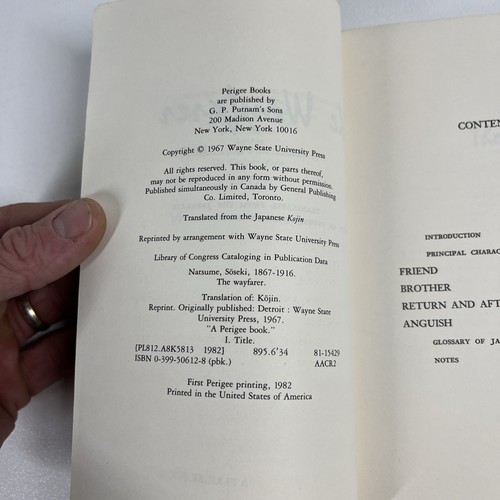 Perigee Books
are published by
G. P. Putnam's Sons
200 Madison Avenue
New York, New York 10016
Copyright © 1967 Wayne State University Press
All rights reserved. This book, or parts thereof,
may not be reproduced in any form without permission.
Published simultaneously in Canada by General Publishing
Co. Limited, Toronto.
Translated from the Japanese Kojin
Reprinted by arrangement with Wayne State University Press
Library of Congress Cataloging in Publication Data
Natsume, Sōseki, 1867-1916.
The wayfarer.
Translation of: Kōjin.
Reprint. Originally published: Detroit : Wayne State
University Press, 1967.
"A Perigee book."
I. Title.
[PL812.A8K5813 1982] 895.6'34 81-15429
ISBN 0-399-50612-8 (pbk.) AACR2
First Perigee printing, 1982
Printed in the United States of America
CONTEN
INTRODUCTION
PRINCIPAL CHARAC
FRIEND
BROTHER
RETURN AND AFT
ANGUISH
GLOSSARY OF JA
NOTES